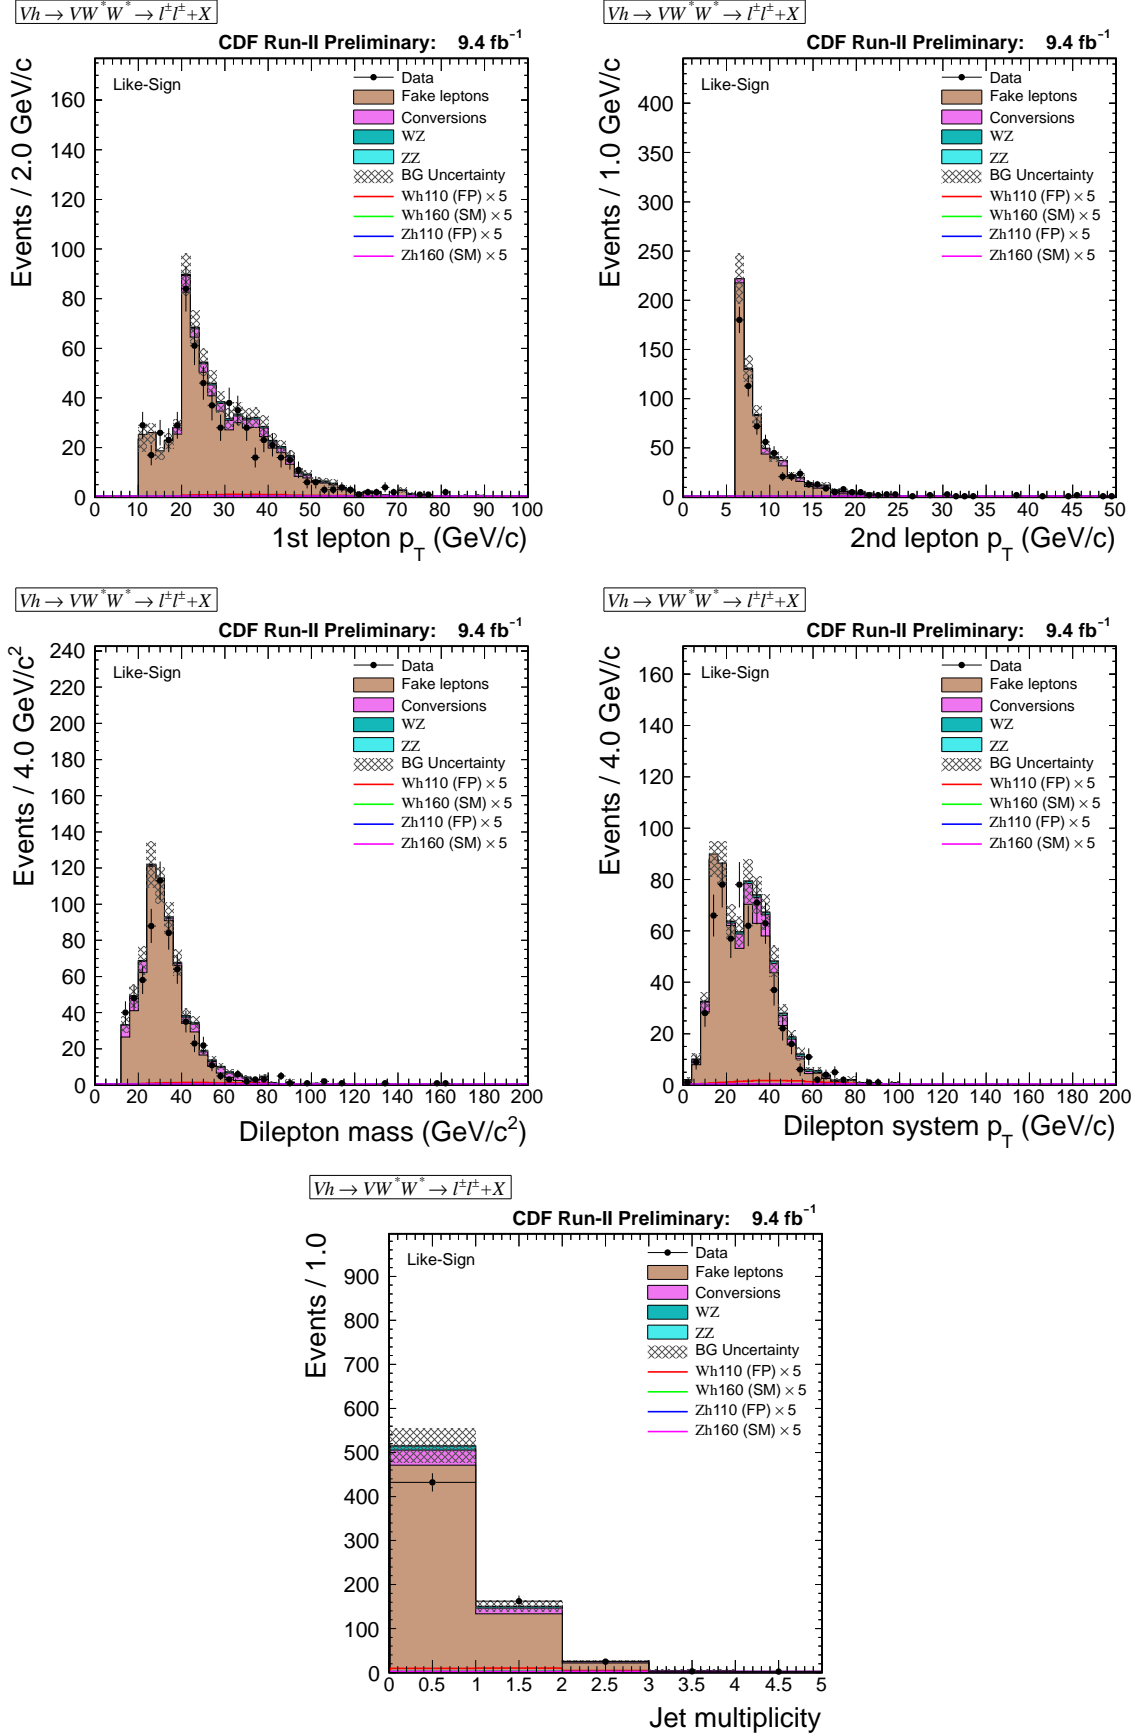 Vh → VW*W* → l±l±+X
CDF Run-II Preliminary: 9.4 fb⁻¹
Like-Sign
Data
Fake leptons
Conversions
WZ
ZZ
BG Uncertainty
Wh110 (FP) × 5
Wh160 (SM) × 5
Zh110 (FP) × 5
Zh160 (SM) × 5
Events / 2.0 GeV/c
160
140
120
100
80
60
40
20
0
0 10 20 30 40 50 60 70 80 90 100
1st lepton p_T (GeV/c)
Vh → VW*W* → l±l±+X
CDF Run-II Preliminary: 9.4 fb⁻¹
Like-Sign
Data
Fake leptons
Conversions
WZ
ZZ
BG Uncertainty
Wh110 (FP) × 5
Wh160 (SM) × 5
Zh110 (FP) × 5
Zh160 (SM) × 5
Events / 1.0 GeV/c
400
350
300
250
200
150
100
50
0
0 5 10 15 20 25 30 35 40 45 50
2nd lepton p_T (GeV/c)
Vh → VW*W* → l±l±+X
CDF Run-II Preliminary: 9.4 fb⁻¹
Like-Sign
Data
Fake leptons
Conversions
WZ
ZZ
BG Uncertainty
Wh110 (FP) × 5
Wh160 (SM) × 5
Zh110 (FP) × 5
Zh160 (SM) × 5
Events / 4.0 GeV/c²
240
220
200
180
160
140
120
100
80
60
40
20
0
0 20 40 60 80 100 120 140 160 180 200
Dilepton mass (GeV/c²)
Vh → VW*W* → l±l±+X
CDF Run-II Preliminary: 9.4 fb⁻¹
Like-Sign
Data
Fake leptons
Conversions
WZ
ZZ
BG Uncertainty
Wh110 (FP) × 5
Wh160 (SM) × 5
Zh110 (FP) × 5
Zh160 (SM) × 5
Events / 4.0 GeV/c
160
140
120
100
80
60
40
20
0
0 20 40 60 80 100 120 140 160 180 200
Dilepton system p_T (GeV/c)
Vh → VW*W* → l±l±+X
CDF Run-II Preliminary: 9.4 fb⁻¹
Like-Sign
Data
Fake leptons
Conversions
WZ
ZZ
BG Uncertainty
Wh110 (FP) × 5
Wh160 (SM) × 5
Zh110 (FP) × 5
Zh160 (SM) × 5
Events / 1.0
900
800
700
600
500
400
300
200
100
0
0 0.5 1 1.5 2 2.5 3 3.5 4 4.5 5
Jet multiplicity